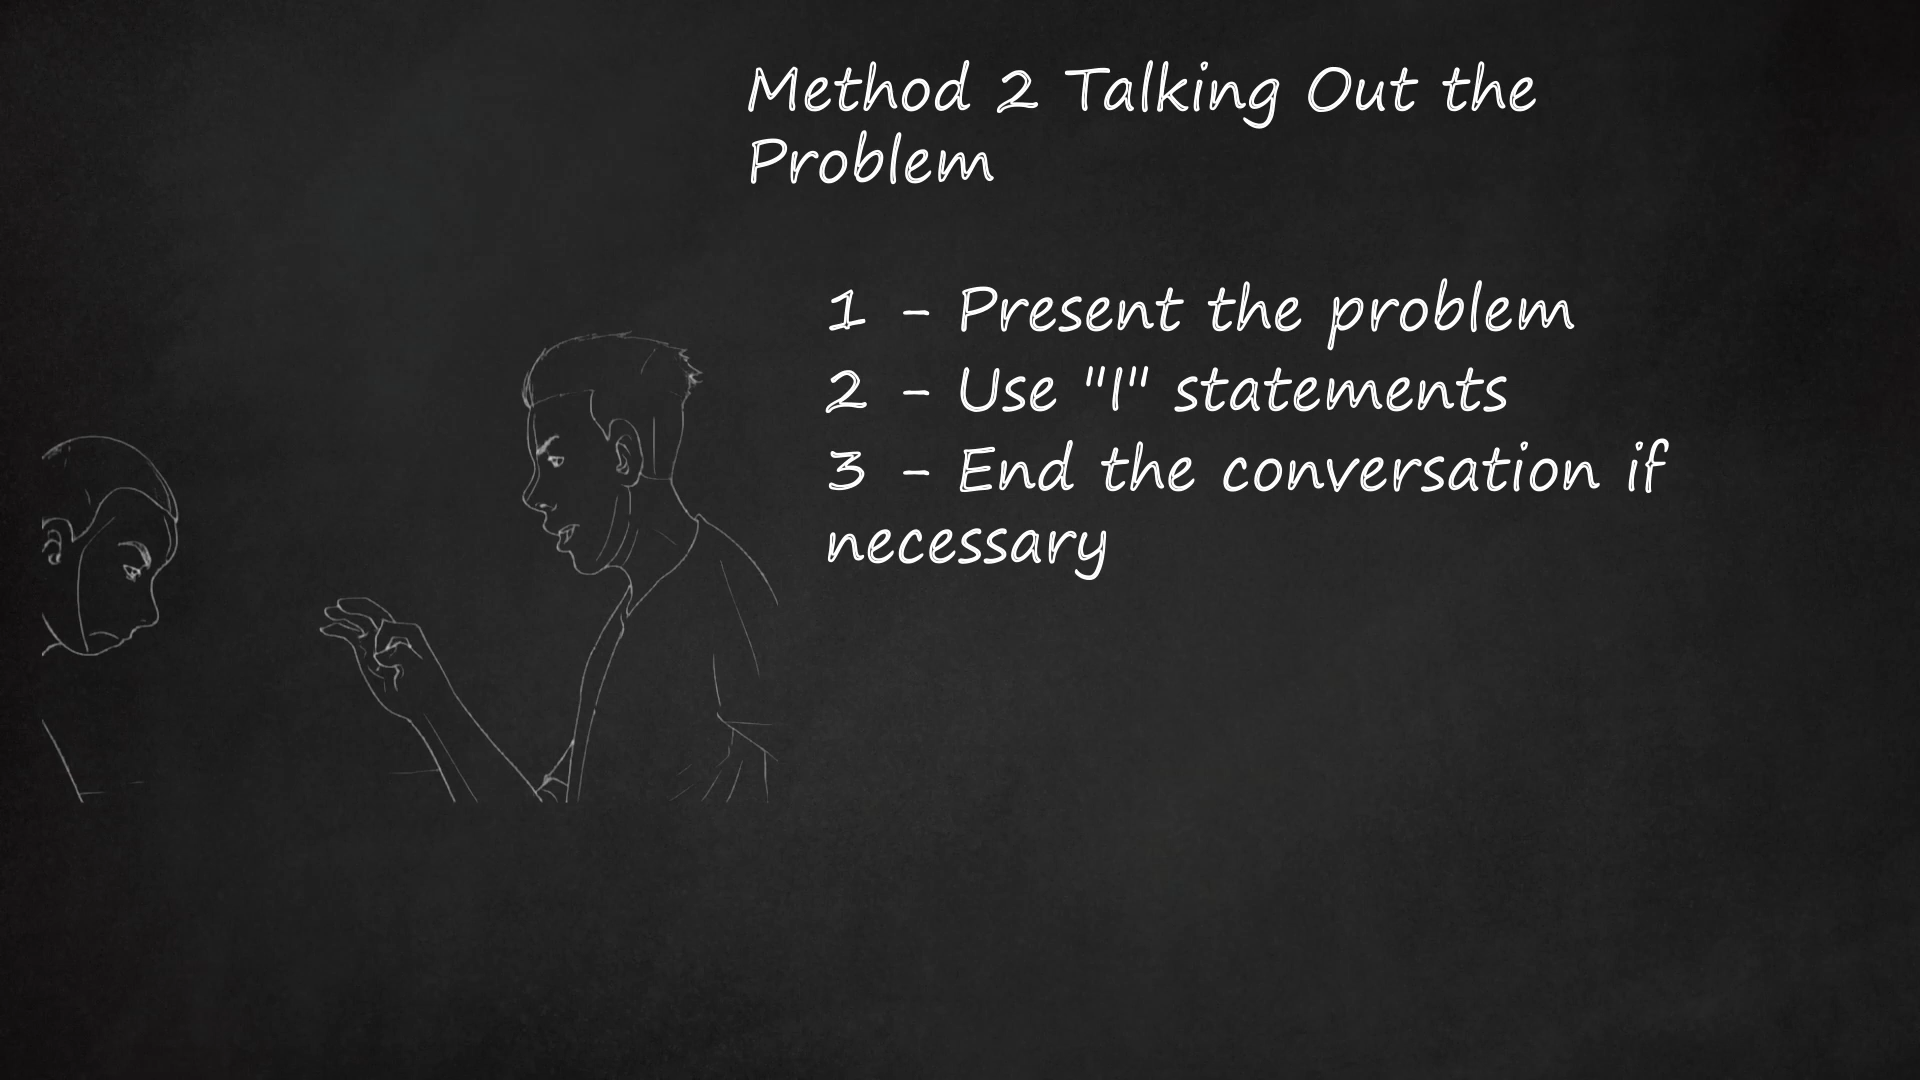 Method 2 Talking Out the
Problem
1 - Present the problem
2 - Use "I" statements
3 - End the conversation if
necessary